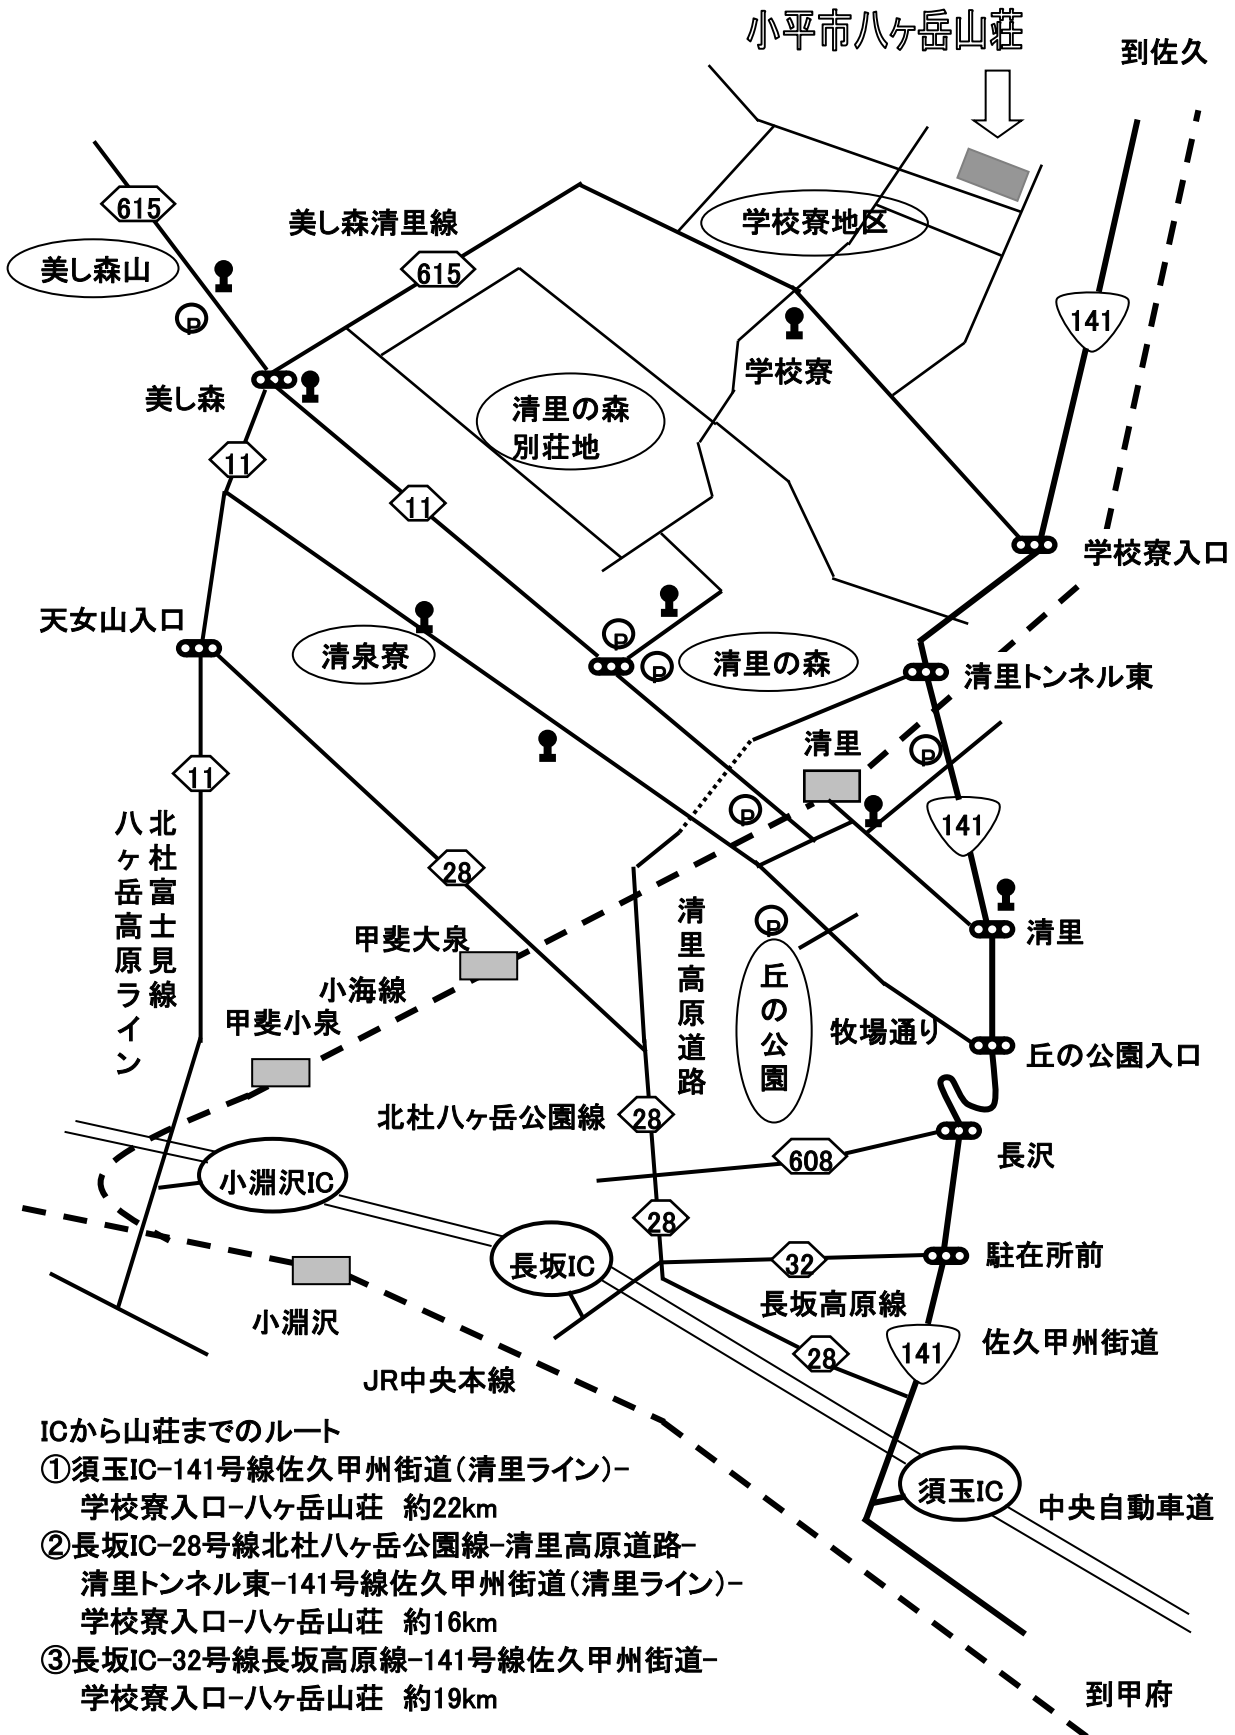 小平市八ヶ岳山荘
到佐久
615
美し森清里線
学校寮地区
美し森山
615
P
141
学校寮
美し森
清里の森
別荘地
11
11
学校寮入口
天女山入口
清泉寮
P
P
清里の森
清里トンネル東
清里
P
11
P
141
北杜富士見線
八ヶ岳高原ライン
28
清里高原道路
P
清里
甲斐大泉
小海線
甲斐小泉
丘の公園
牧場通り
丘の公園入口
北杜八ヶ岳公園線
28
608
長沢
小淵沢IC
28
長坂IC
32
駐在所前
長坂高原線
小淵沢
28
141
佐久甲州街道
JR中央本線
須玉IC
中央自動車道
ICから山荘までのルート
①須玉IC-141号線佐久甲州街道(清里ライン)-
学校寮入口-八ヶ岳山荘 約22km
②長坂IC-28号線北杜八ヶ岳公園線-清里高原道路-
清里トンネル東-141号線佐久甲州街道(清里ライン)-
学校寮入口-八ヶ岳山荘 約16km
③長坂IC-32号線長坂高原線-141号線佐久甲州街道-
学校寮入口-八ヶ岳山荘 約19km
到甲府